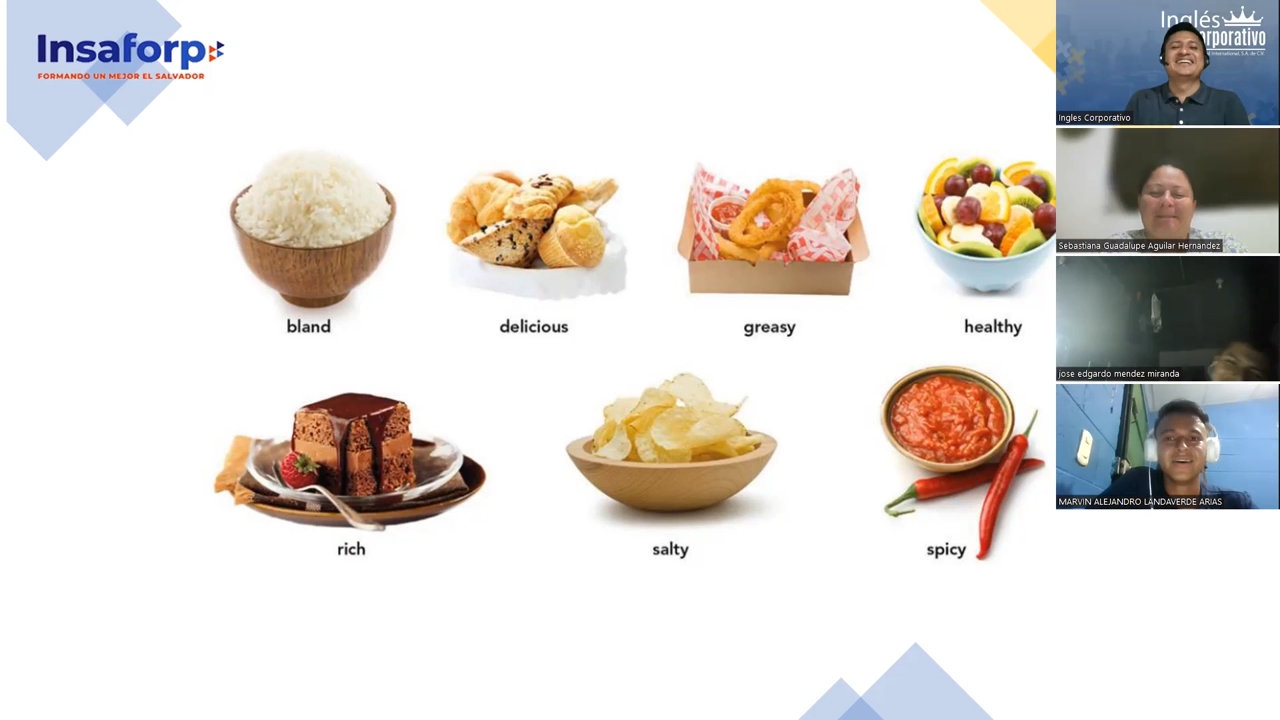 Insaforp
FORMANDO UN MEJOR EL SALVADOR
bland
delicious
greasy
healthy
rich
salty
spicy
Inglés
orporativo
Ingles Corporativo
Sebastiana Guadalupe Aguilar Hernandez
jose edgardo mendez miranda
MARVIN ALEJANDRO LANDAVERDE ARIAS